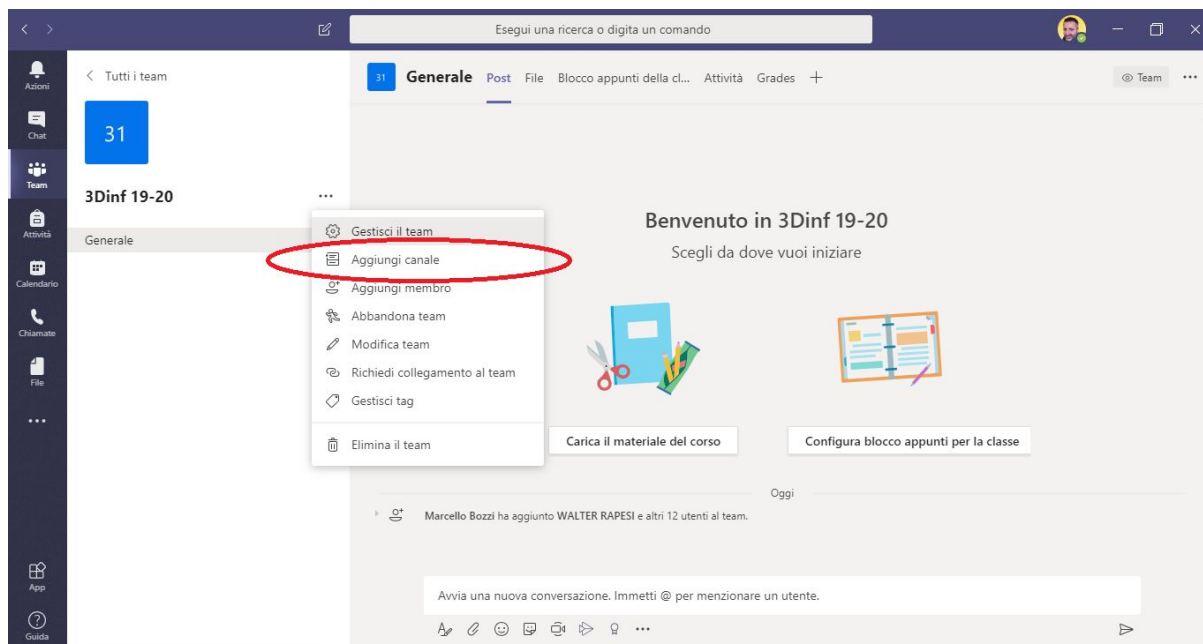 Esegui una ricerca o digita un comando
Azioni
Chat
Team
Attività
Calendario
Chiamate
File
App
Guida
Tutti i team
31
3Dinf 19-20
Generale
Gestisci il team
Aggiungi canale
Aggiungi membro
Abbandona team
Modifica team
Richiedi collegamento al team
Gestisci tag
Elimina il team
31 Generale Post File Blocco appunti della cl... Attività Grades
Team
Benvenuto in 3Dinf 19-20
Scegli da dove vuoi iniziare
Carica il materiale del corso
Configura blocco appunti per la classe
Oggi
Marcello Bozzi ha aggiunto WALTER RAPESI e altri 12 utenti al team.
Avvia una nuova conversazione. Immetti @ per menzionare un utente.